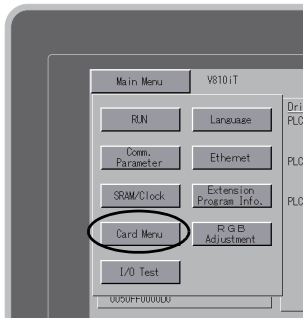 Main Menu V810iT
Dri
RUN Language PLC
Comm.
Parameter Ethernet PLC
SRAM/Clock Extension
Program Info. PLC
Card Menu RGB
Adjustment
I/O Test
0050FF0000D0